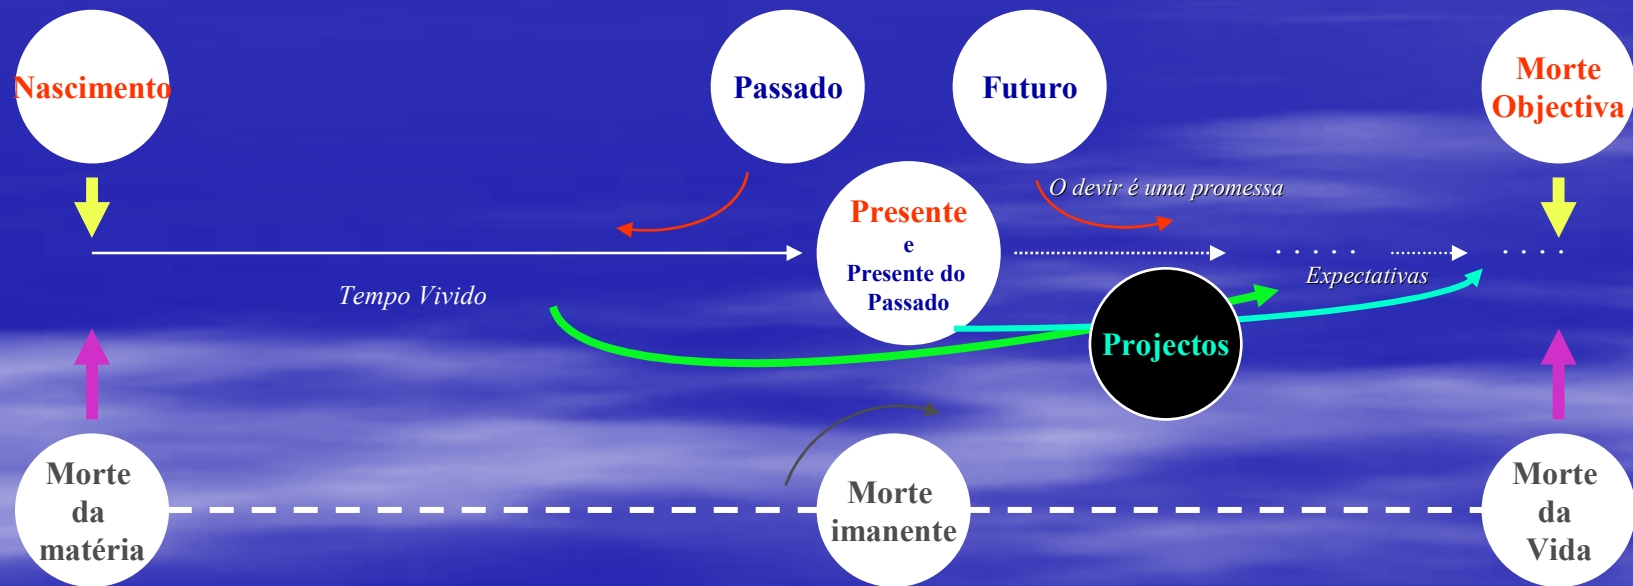 Nascimento
Passado
Futuro
Morte
Objectiva
O devir é uma promessa
Presente
e
Presente do
Passado
Tempo Vivido
Expectativas
Projectos
Morte
da
matéria
Morte
imanente
Morte
da
Vida